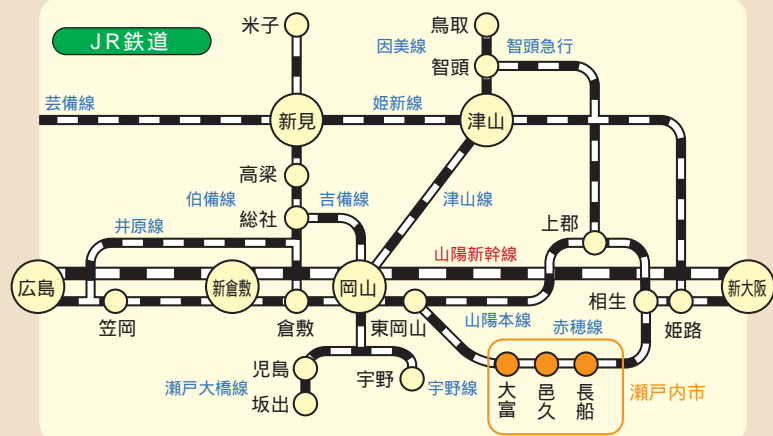 JR鉄道
米子
鳥取
因美線
智頭急行
智頭
芸備線
姫新線
新見
津山
高梁
伯備線
吉備線
津山線
総社
井原線
上郡
山陽新幹線
広島
新倉敷
岡山
新大阪
笠岡
倉敷
東岡山
山陽本線
相生
姫路
赤穂線
児島
宇野
瀬戸大橋線
宇野線
坂出
大富
邑久
長船
瀬戸内市